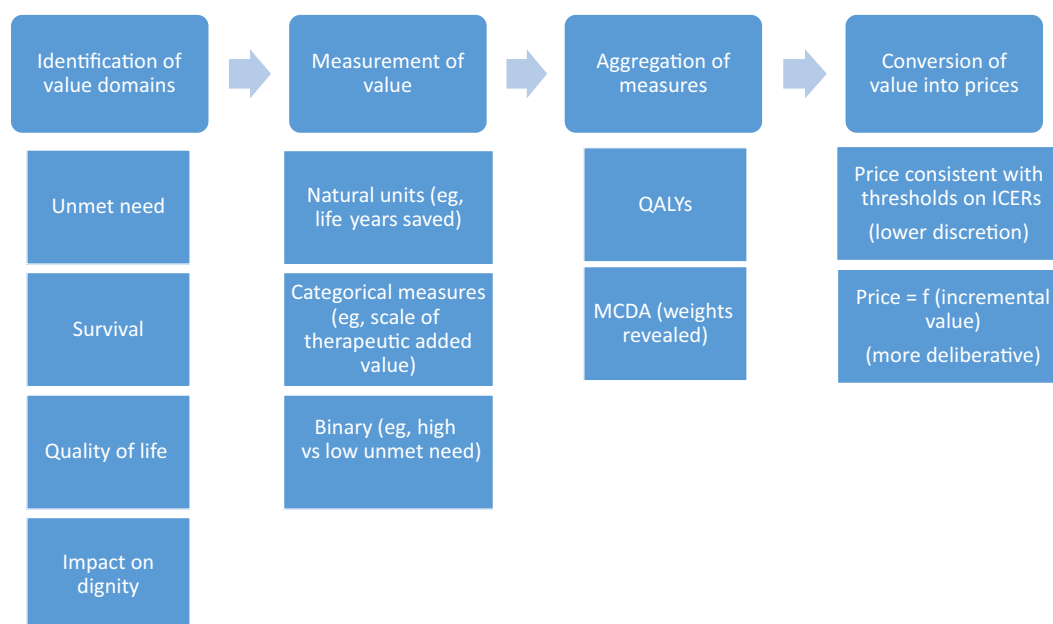 Identification of
value domains
Measurement of
value
Aggregation of
measures
Conversion of
value into prices
Unmet need
Survival
Quality of life
Impact on
dignity
Natural units (eg,
life years saved)
Categorical measures
(eg, scale of
therapeutic added
value)
Binary (eg, high
vs low unmet need)
QALYs
MCDA (weights
revealed)
Price consistent with
thresholds on ICERs
(lower discretion)
Price = f (incremental
value)
(more deliberative)